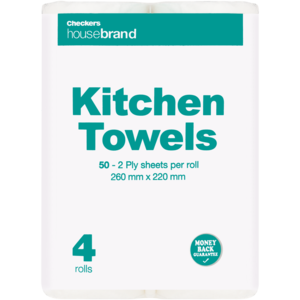 Checkers
housebrand
Kitchen
Towels
50 - 2 Ply sheets per roll
260 mm x 220 mm
4
rolls
MONEY
BACK
GUARANTEE